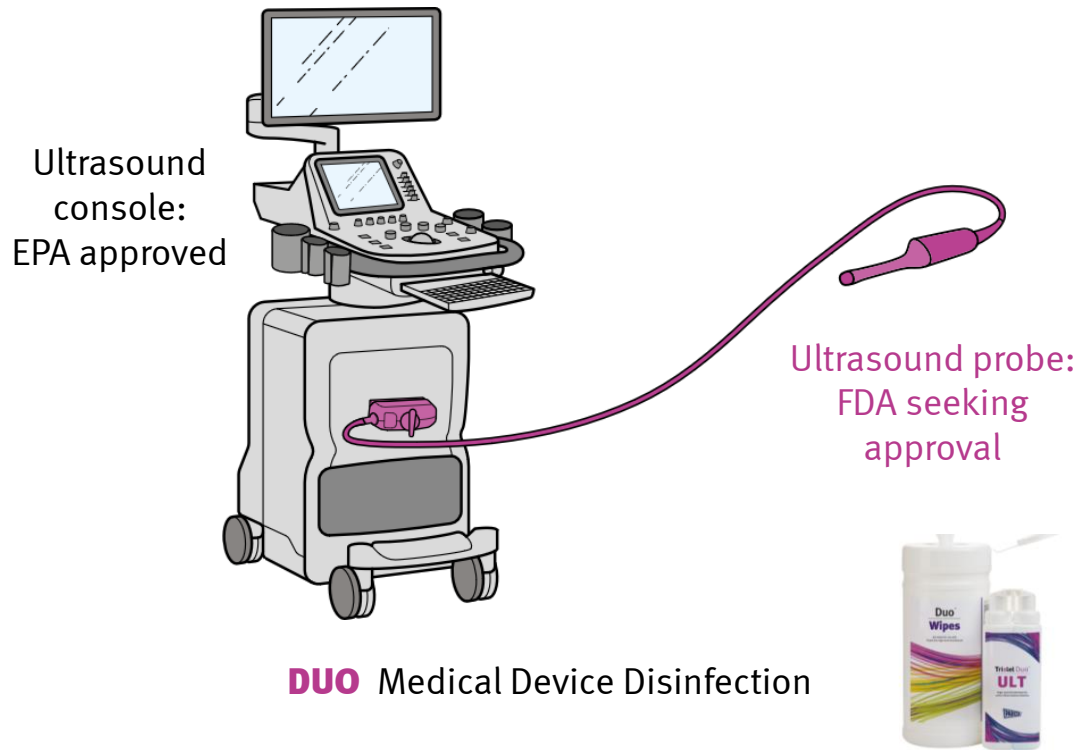 Ultrasound
console:
EPA approved
Ultrasound probe:
FDA seeking
approval
Duo
Wipes
Tristel Duo
ULT
DUO Medical Device Disinfection